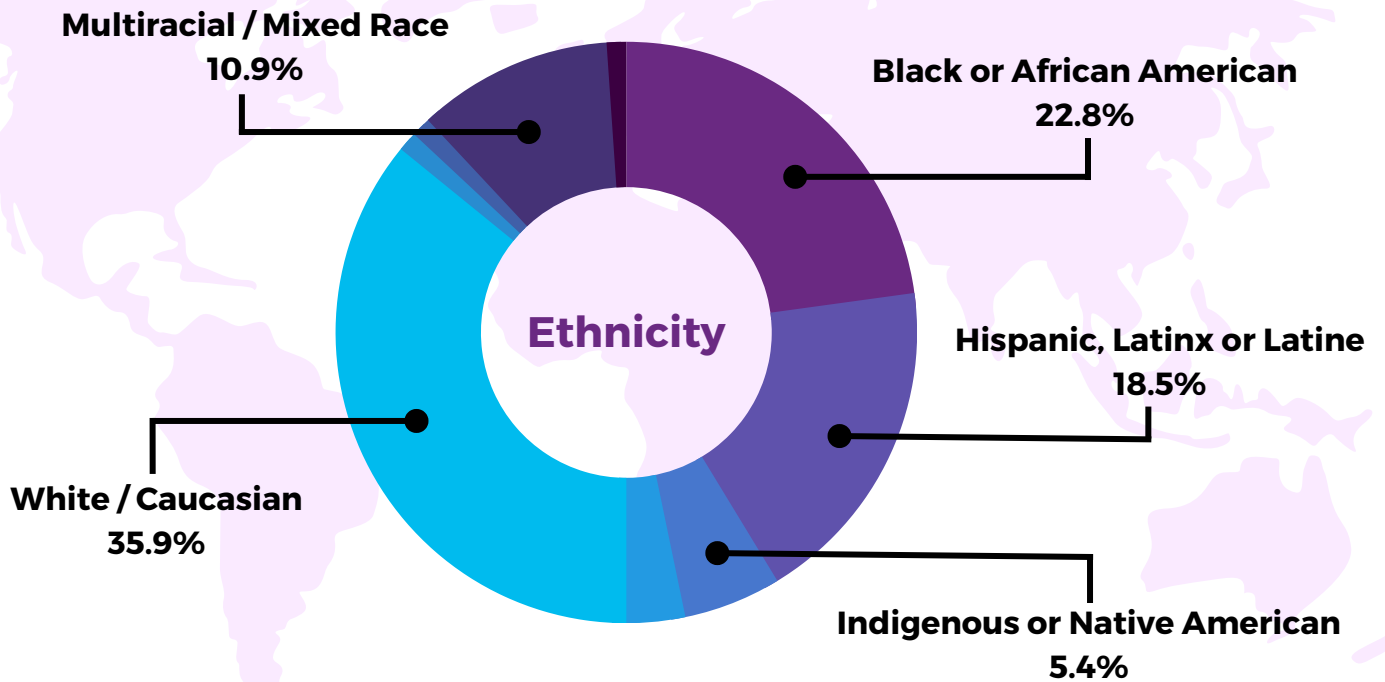 Multiracial / Mixed Race
10.9%
Black or African American
22.8%
Ethnicity
Hispanic, Latinx or Latine
18.5%
White / Caucasian
35.9%
Indigenous or Native American
5.4%